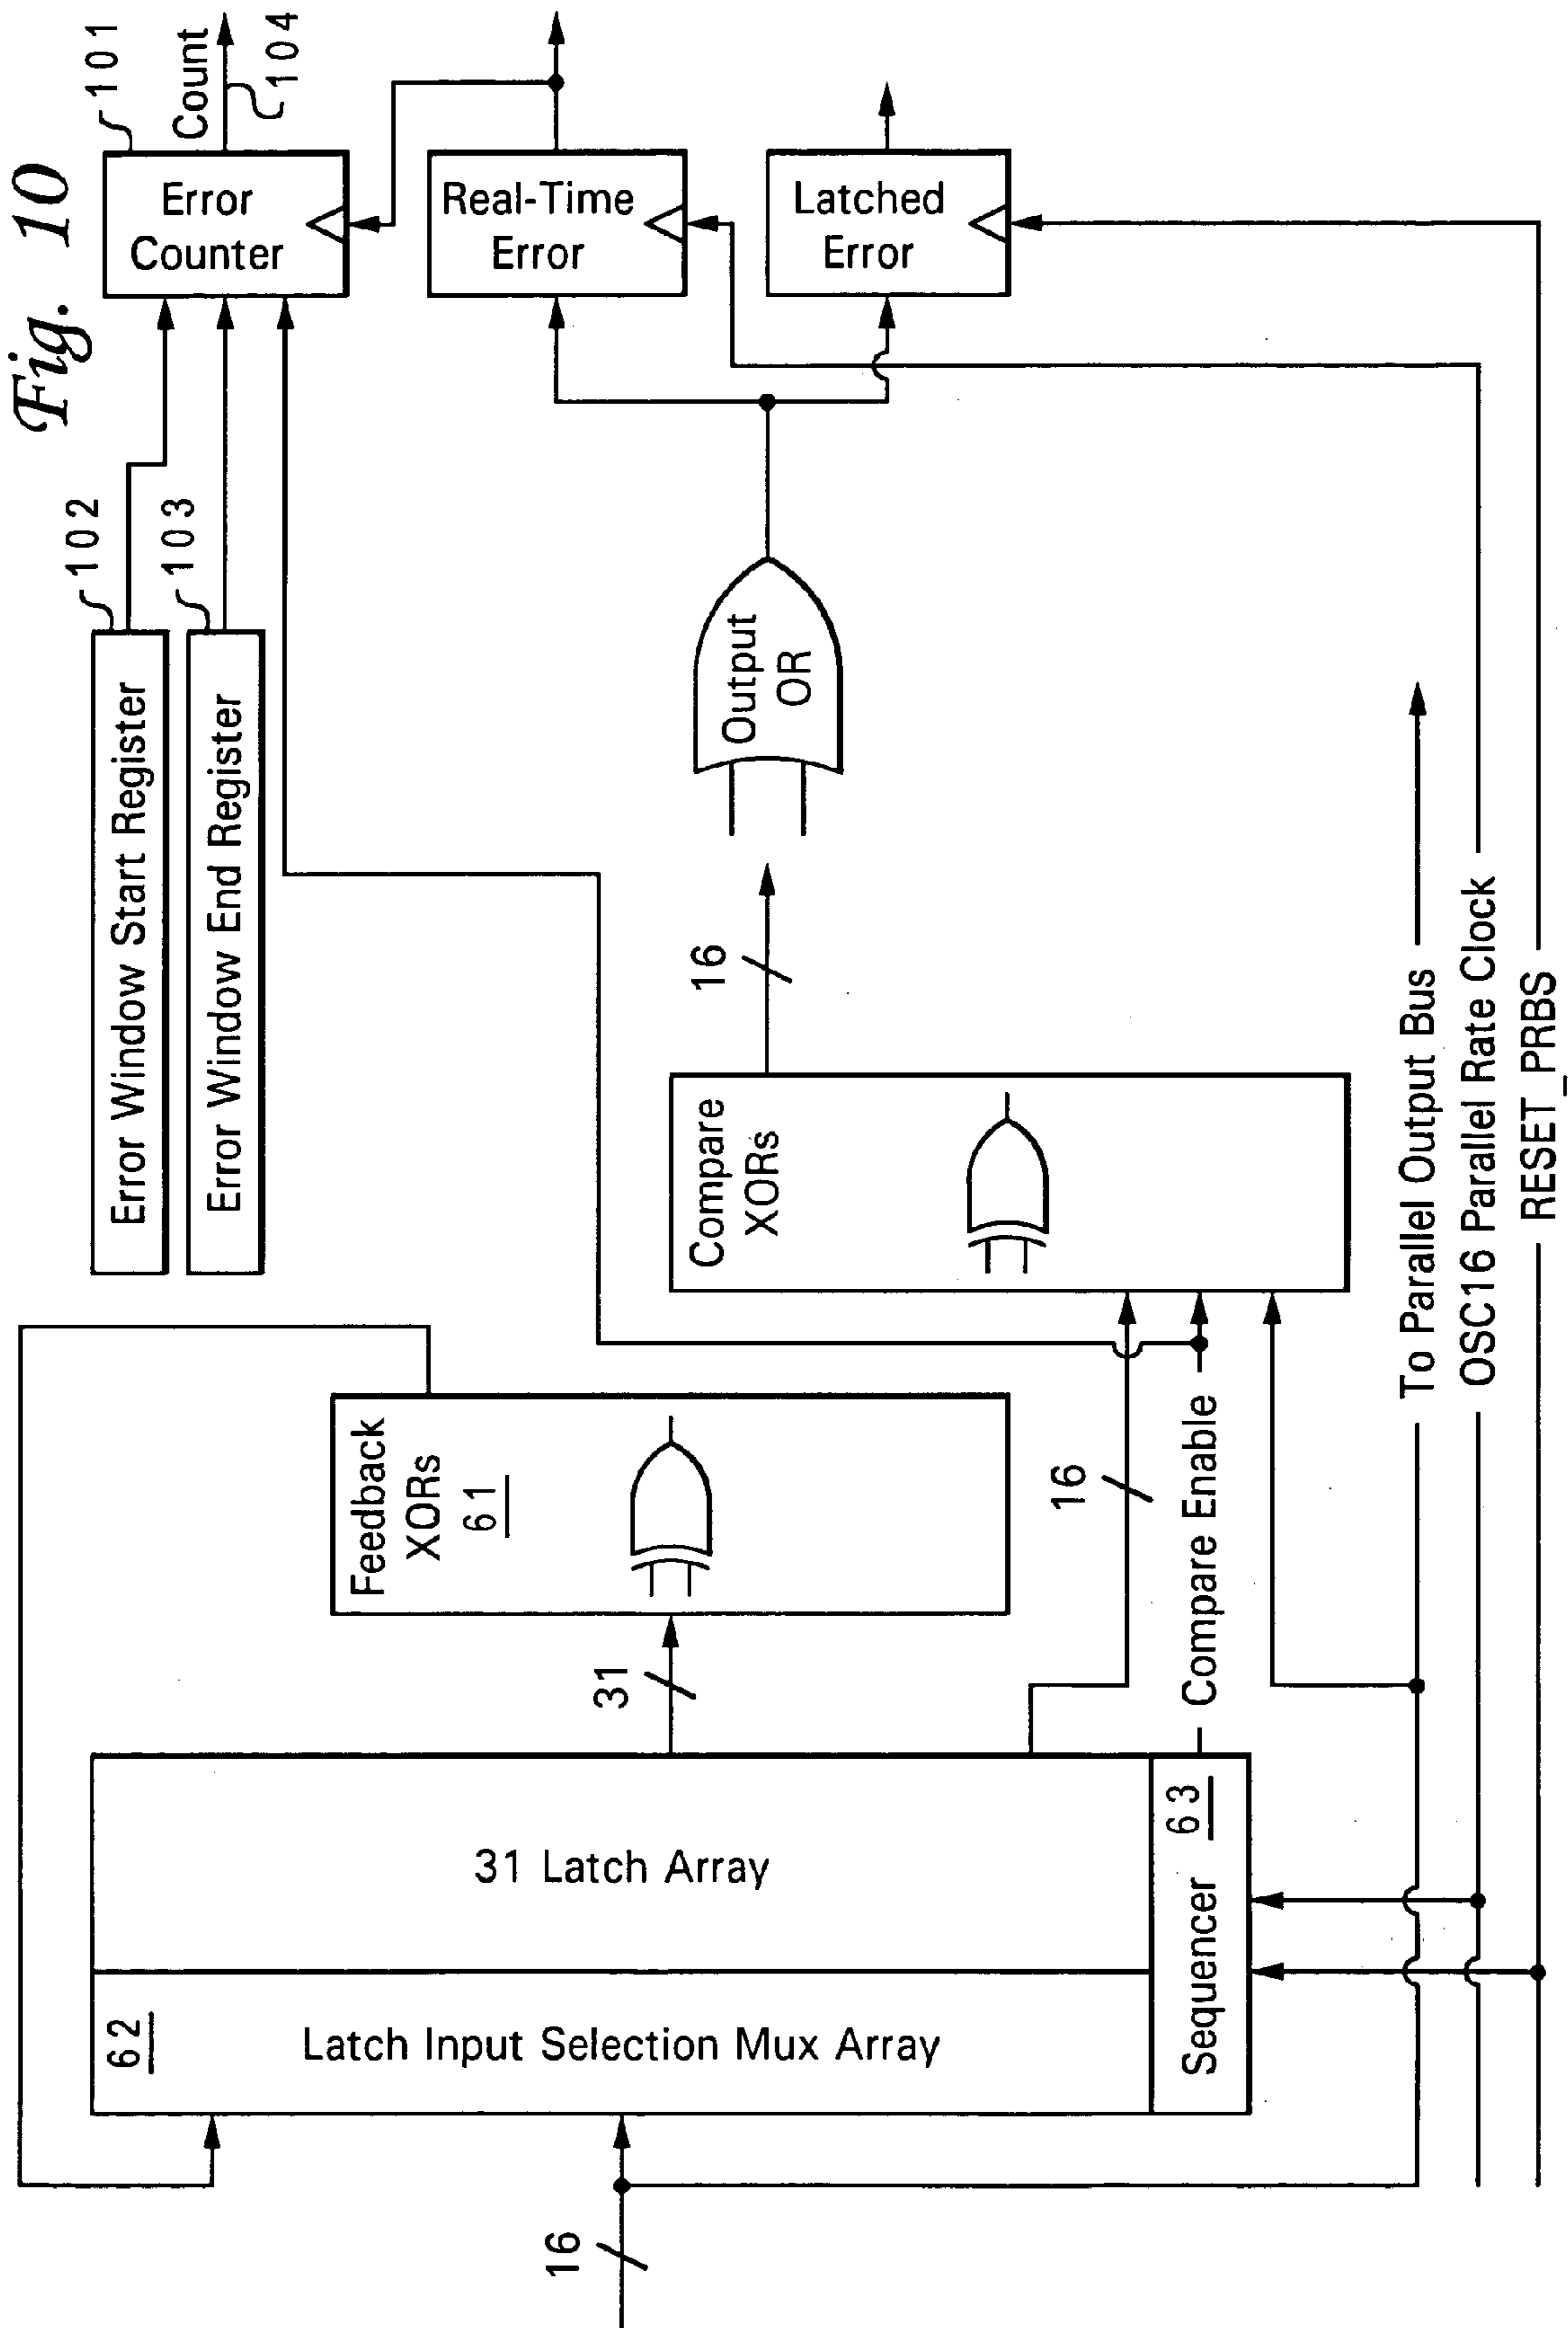 Fig. 10
Error Window Start Register
102
Error Window End Register
103
Error
Counter
101
Count
104
Feedback
XORs
61
Real-Time
Error
62
Latch Input Selection Mux Array
31 Latch Array
31
16
Compare
XORs
16
Output
OR
Latched
Error
16
Sequencer 63
Compare Enable
To Parallel Output Bus
OSC16 Parallel Rate Clock
RESET_PRBS